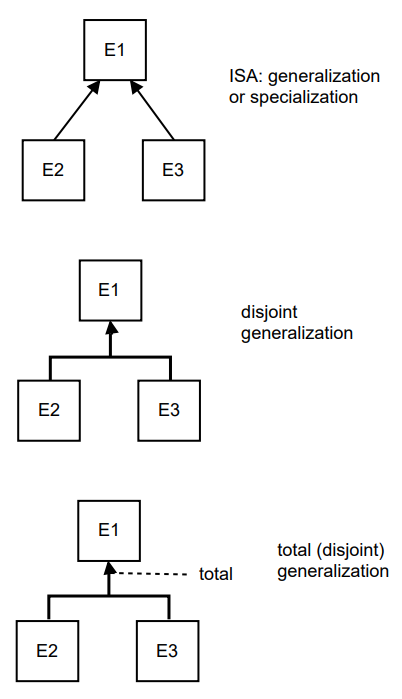 E1
ISA: generalization
or specialization
E2
E3
E1
disjoint
generalization
E2
E3
E1
total (disjoint)
generalization
total
E2
E3